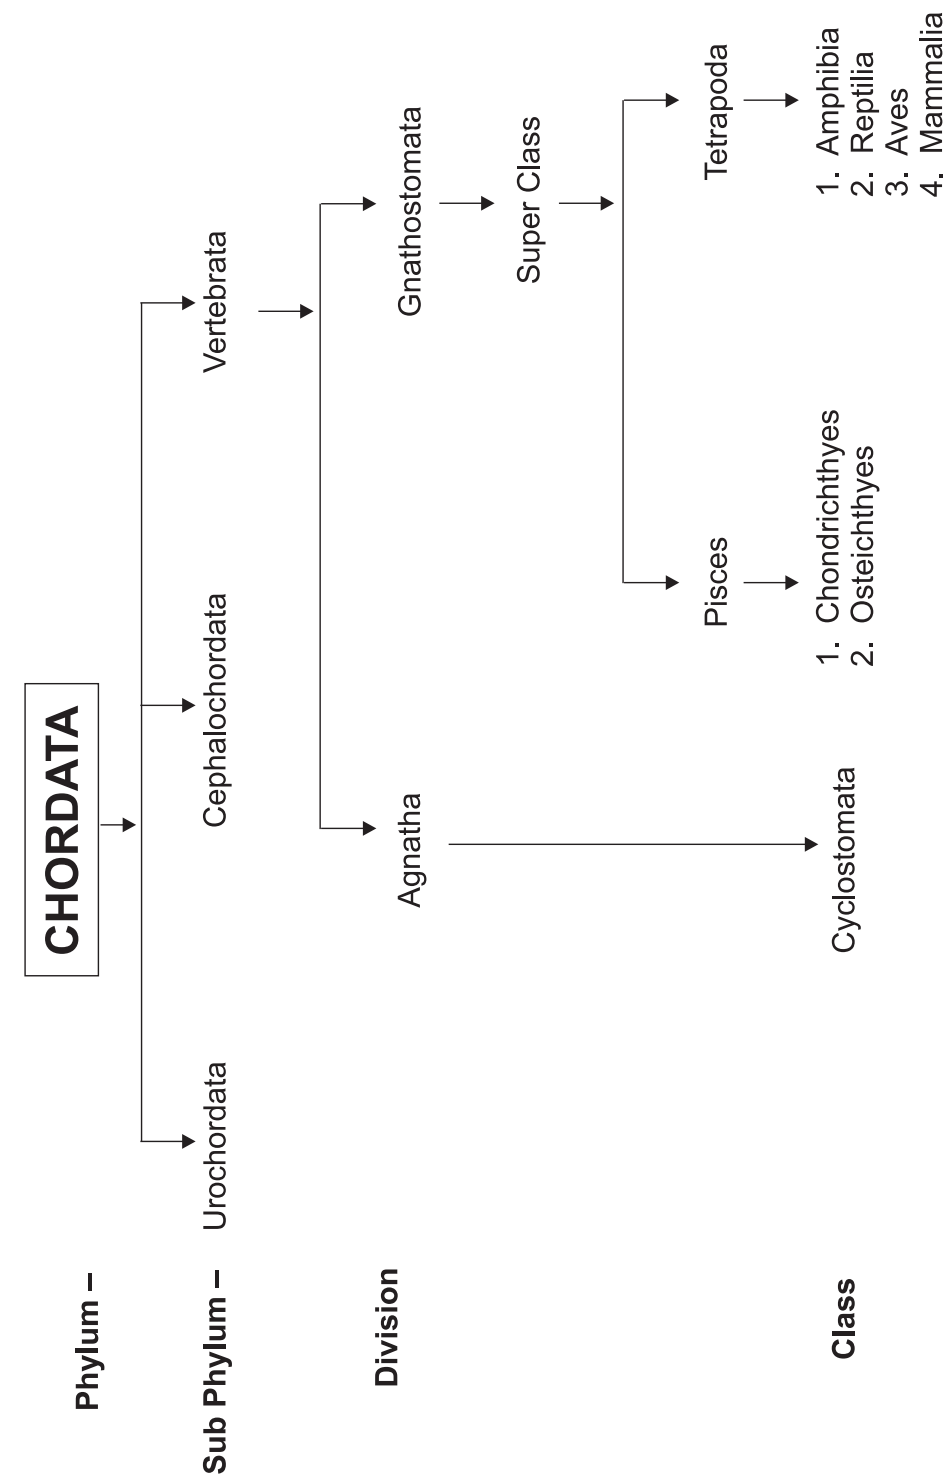 Phylum –
CHORDATA
Sub Phylum –
Urochordata
Cephalochordata
Vertebrata
Division
Agnatha
Gnathostomata
Super Class
Pisces
Tetrapoda
Class
Cyclostomata
1. Chondrichthyes
2. Osteichthyes
1. Amphibia
2. Reptilia
3. Aves
4. Mammalia